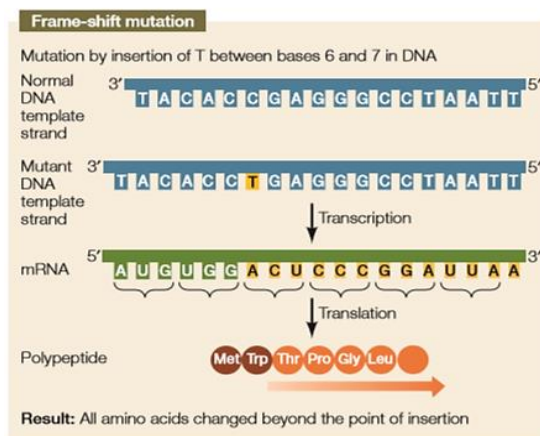 Frame-shift mutation
Mutation by insertion of T between bases 6 and 7 in DNA
Normal
DNA
template
strand
3′ 5′
T A C A C C G A G G G C C T A A T T
Mutant
DNA
template
strand
3′ 5′
T A C A C C T G A G G G C C T A A T T
Transcription
mRNA
5′ 3′
A U G U G G A C U C C C G G A U U A A
Translation
Polypeptide
Met Trp Thr Pro Gly Leu
Result: All amino acids changed beyond the point of insertion